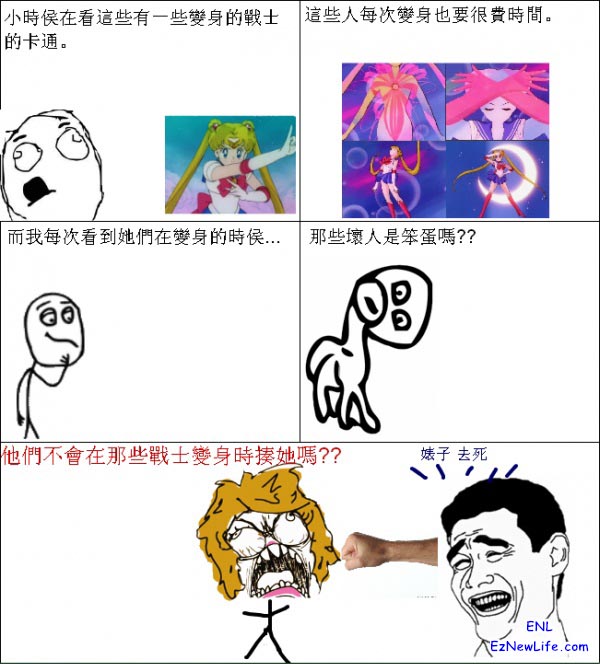 小時侯在看這些有一些變身的戰士
的卡通。
這些人每次變身也要很費時間。
而我每次看到她們在變身的時侯...
那些壞人是笨蛋嗎??
他們不會在那些戰士變身時揍她嗎??
婊子 去死
ENL
EzNewLife.com